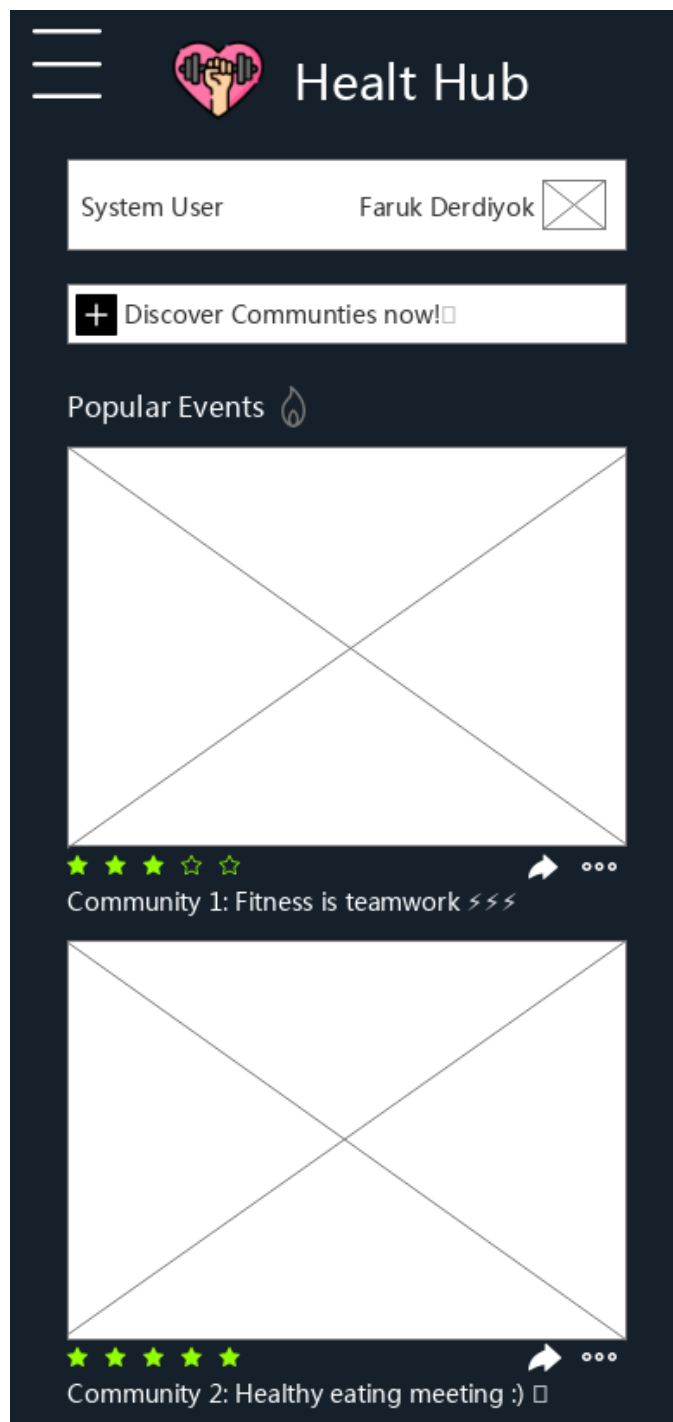 Healt Hub
System User Faruk Derdiyok
Discover Communties now!
Popular Events
Community 1: Fitness is teamwork ⚡⚡⚡
Community 2: Healthy eating meeting :)